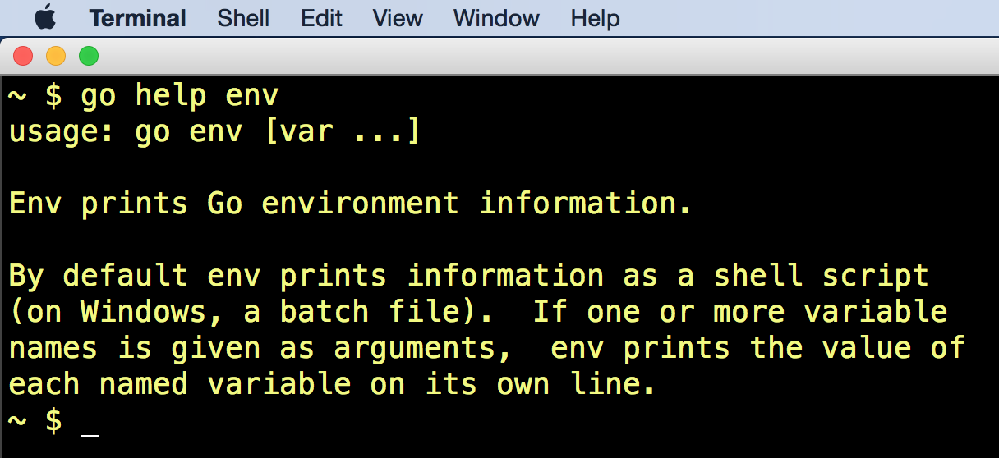 Terminal Shell Edit View Window Help
~ $ go help env
usage: go env [var ...]
Env prints Go environment information.
By default env prints information as a shell script
(on Windows, a batch file).  If one or more variable
names is given as arguments,  env prints the value of
each named variable on its own line.
~ $ _